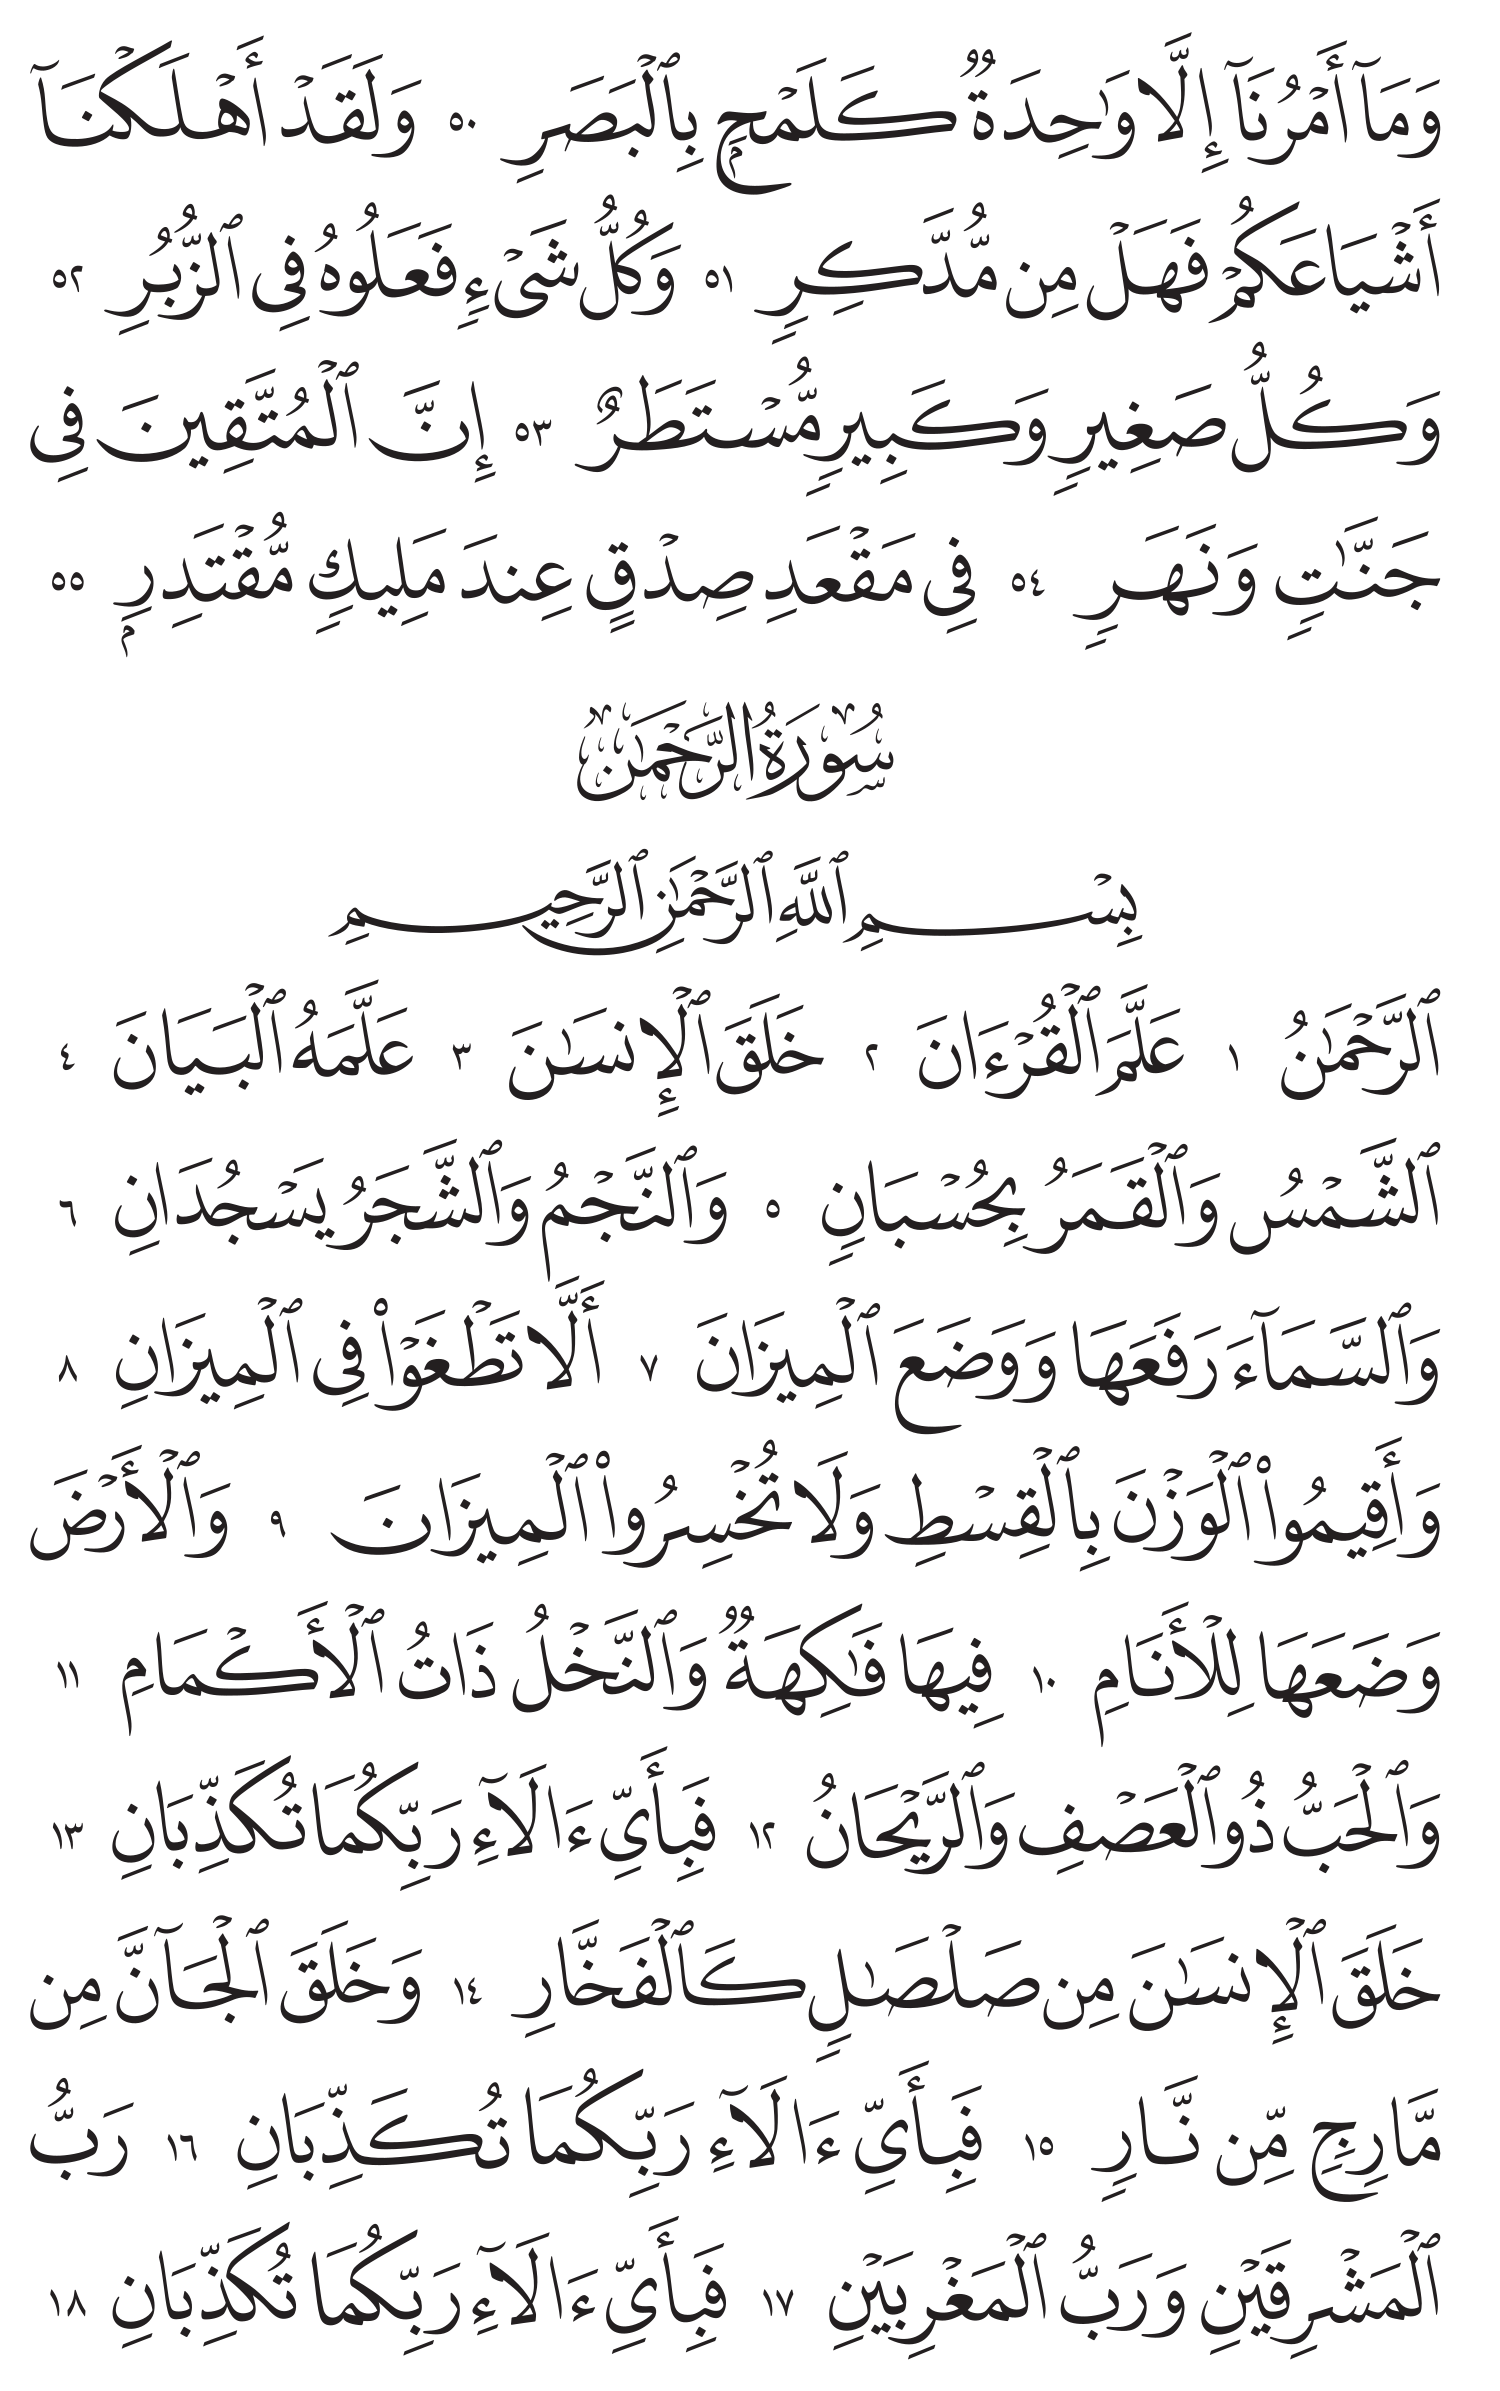 وَمَآ أَمْرُنَآ إِلَّا وَٰحِدَةٌ كَلَمْحٍۭ بِٱلْبَصَرِ ٥٠ وَلَقَدْ أَهْلَكْنَآ
أَشْيَاعَكُمْ فَهَلْ مِن مُّدَّكِرٍ ٥١ وَكُلُّ شَىْءٍ فَعَلُوهُ فِى ٱلزُّبُرِ ٥٢
وَكُلُّ صَغِيرٍ وَكَبِيرٍ مُّسْتَطَرٌ ٥٣ إِنَّ ٱلْمُتَّقِينَ فِى
جَنَّٰتٍ وَنَهَرٍ ٥٤ فِى مَقْعَدِ صِدْقٍ عِندَ مَلِيكٍ مُّقْتَدِرٍۭ ٥٥
سُورَةُ الرَّحْمَٰن
بِسْمِ ٱللَّهِ ٱلرَّحْمَٰنِ ٱلرَّحِيمِ
ٱلرَّحْمَٰنُ ١ عَلَّمَ ٱلْقُرْءَانَ ٢ خَلَقَ ٱلْإِنسَٰنَ ٣ عَلَّمَهُ ٱلْبَيَانَ ٤
ٱلشَّمْسُ وَٱلْقَمَرُ بِحُسْبَانٍ ٥ وَٱلنَّجْمُ وَٱلشَّجَرُ يَسْجُدَانِ ٦
وَٱلسَّمَآءَ رَفَعَهَا وَوَضَعَ ٱلْمِيزَانَ ٧ أَلَّا تَطْغَوْا۟ فِى ٱلْمِيزَانِ ٨
وَأَقِيمُوا۟ ٱلْوَزْنَ بِٱلْقِسْطِ وَلَا تُخْسِرُوا۟ ٱلْمِيزَانَ ٩ وَٱلْأَرْضَ
وَضَعَهَا لِلْأَنَامِ ١٠ فِيهَا فَٰكِهَةٌ وَٱلنَّخْلُ ذَاتُ ٱلْأَكْمَامِ ١١
وَٱلْحَبُّ ذُو ٱلْعَصْفِ وَٱلرَّيْحَانُ ١٢ فَبِأَىِّ ءَالَآءِ رَبِّكُمَا تُكَذِّبَانِ ١٣
خَلَقَ ٱلْإِنسَٰنَ مِن صَلْصَٰلٍ كَٱلْفَخَّارِ ١٤ وَخَلَقَ ٱلْجَآنَّ مِن
مَّارِجٍ مِّن نَّارٍ ١٥ فَبِأَىِّ ءَالَآءِ رَبِّكُمَا تُكَذِّبَانِ ١٦ رَبُّ
ٱلْمَشْرِقَيْنِ وَرَبُّ ٱلْمَغْرِبَيْنِ ١٧ فَبِأَىِّ ءَالَآءِ رَبِّكُمَا تُكَذِّبَانِ ١٨